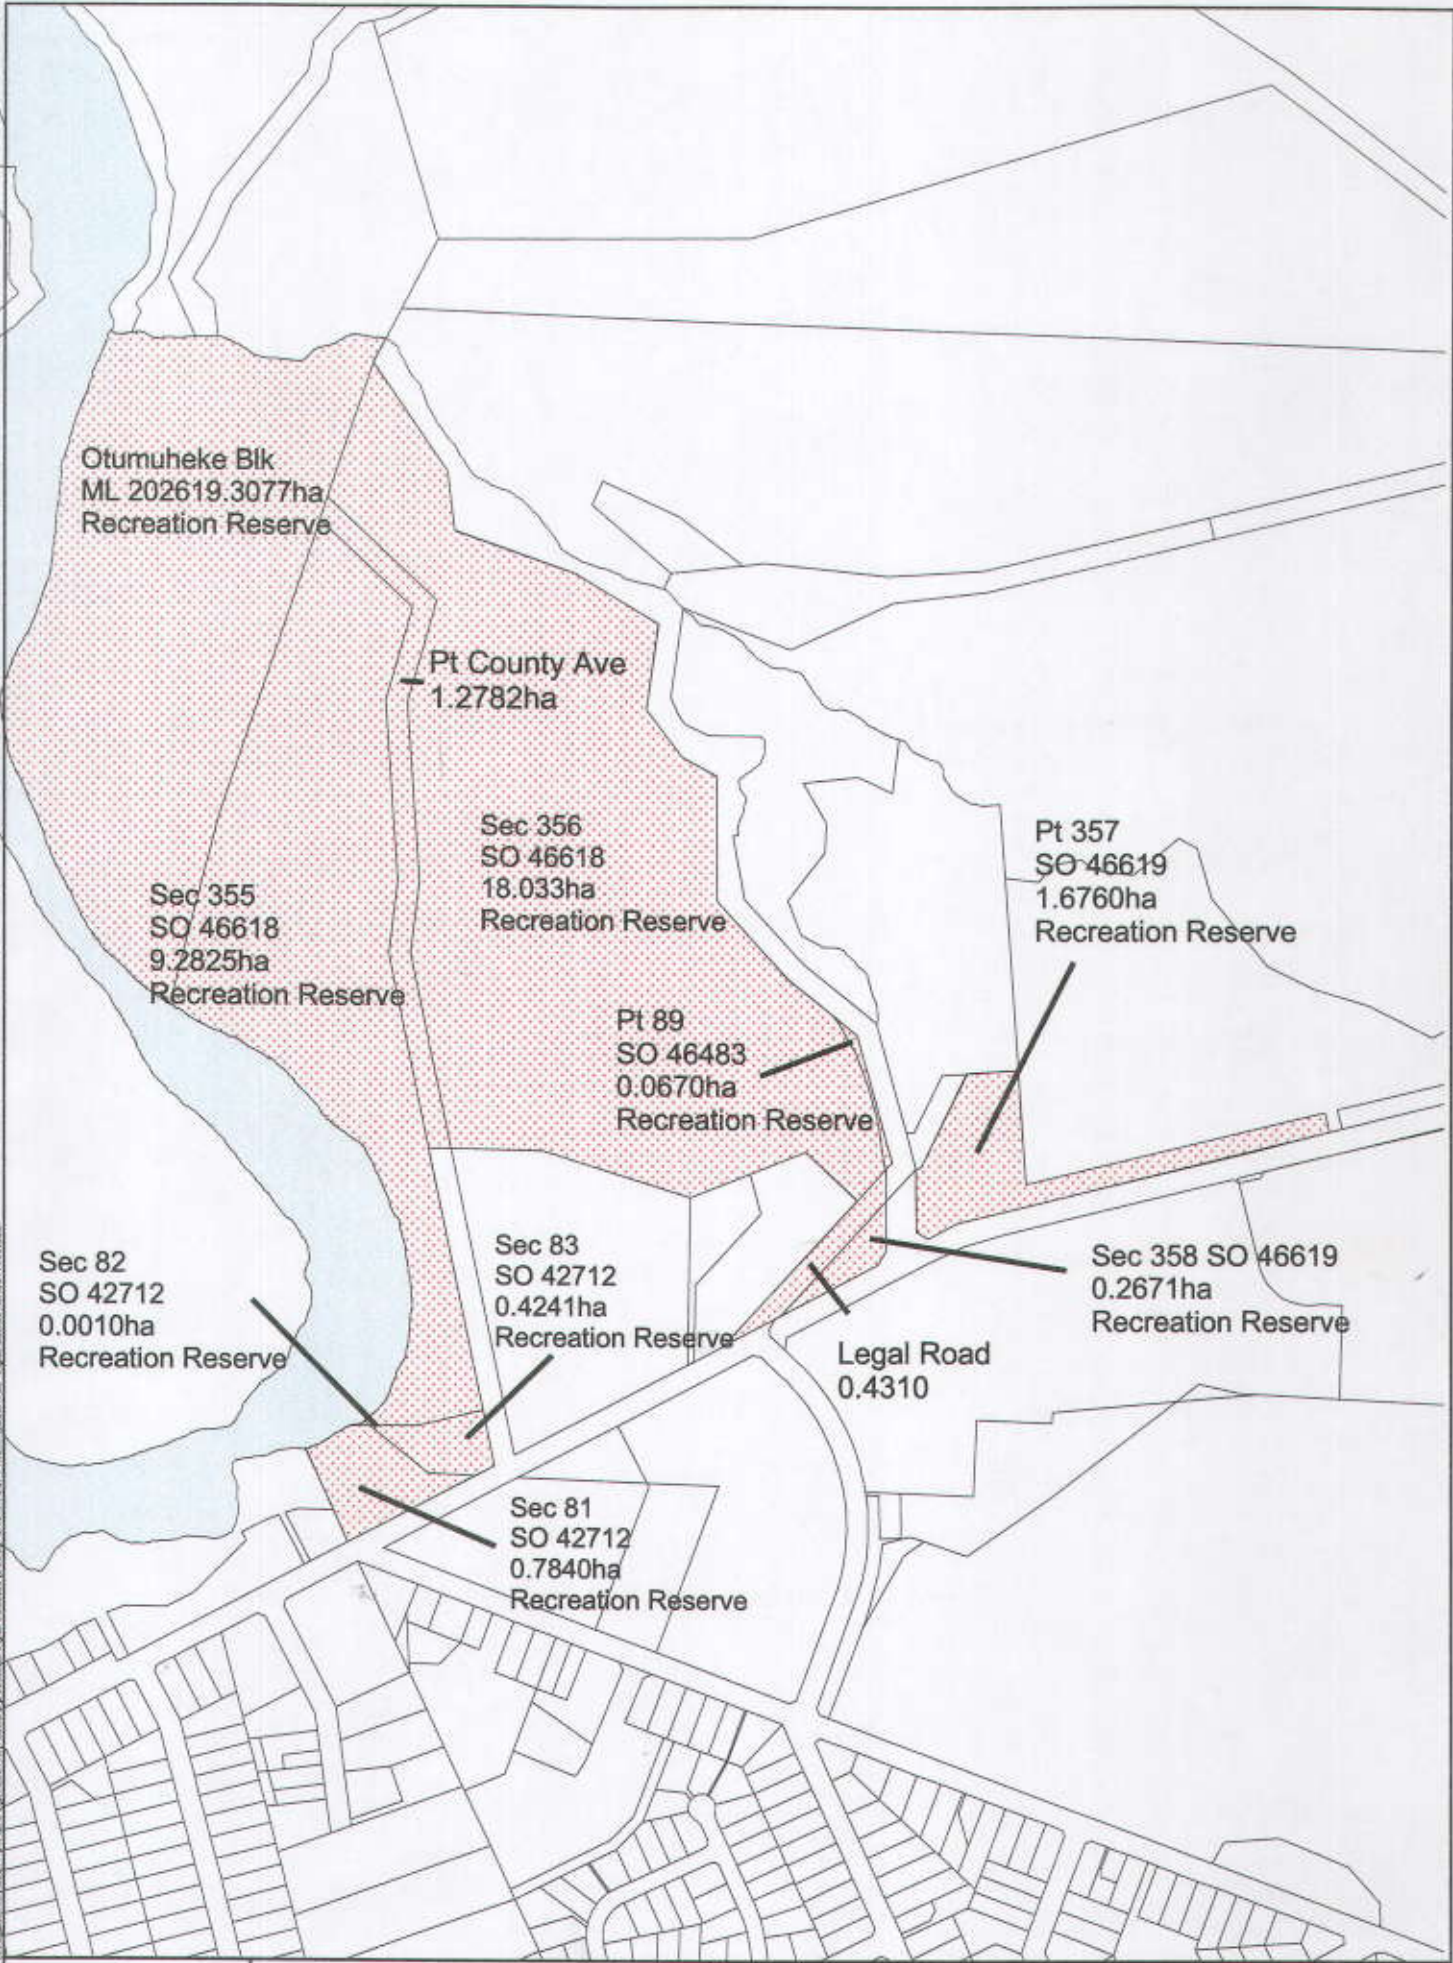 Otumuheke Blk
ML 202619.3077ha
Recreation Reserve
Pt County Ave
1.2782ha
Sec 356
SO 46618
18.033ha
Recreation Reserve
Pt 357
SO 46619
1.6760ha
Recreation Reserve
Sec 355
SO 46618
9.2825ha
Recreation Reserve
Pt 89
SO 46483
0.0670ha
Recreation Reserve
Sec 82
SO 42712
0.0010ha
Recreation Reserve
Sec 83
SO 42712
0.4241ha
Recreation Reserve
Sec 358 SO 46619
0.2671ha
Recreation Reserve
Legal Road
0.4310
Sec 81
SO 42712
0.7840ha
Recreation Reserve